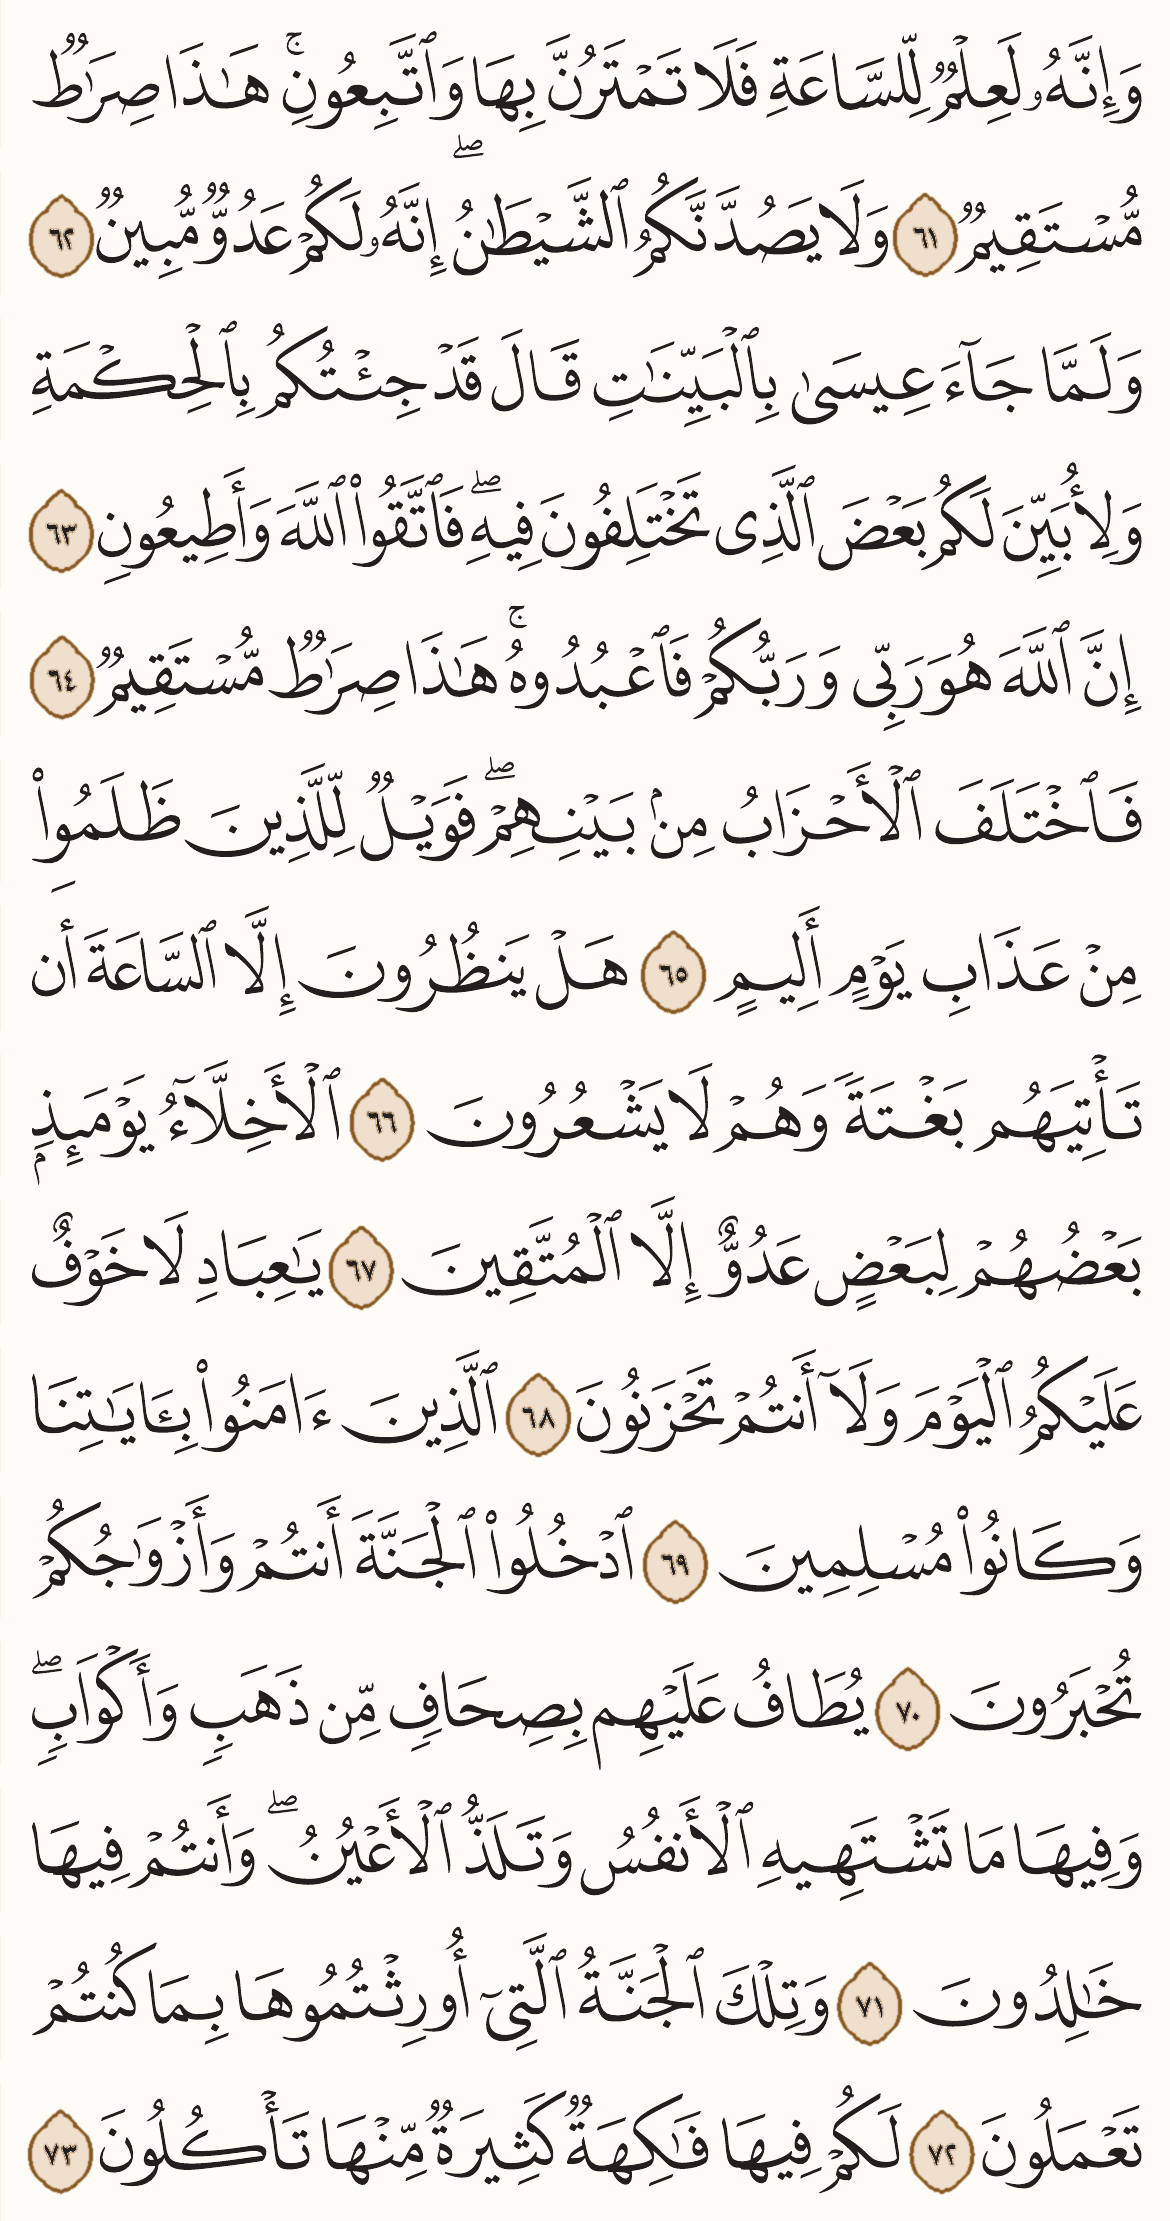 وَإِنَّهُۥ لَعِلْمٌۭ لِّلسَّاعَةِ فَلَا تَمْتَرُنَّ بِهَا وَٱتَّبِعُونِ ۚ هَـٰذَا صِرَٰطٌۭ
مُّسْتَقِيمٌۭ ٦١ وَلَا يَصُدَّنَّكُمُ ٱلشَّيْطَـٰنُ ۖ إِنَّهُۥ لَكُمْ عَدُوٌّۭ مُّبِينٌۭ ٦٢
وَلَمَّا جَآءَ عِيسَىٰ بِٱلْبَيِّنَـٰتِ قَالَ قَدْ جِئْتُكُم بِٱلْحِكْمَةِ
وَلِأُبَيِّنَ لَكُم بَعْضَ ٱلَّذِى تَخْتَلِفُونَ فِيهِ ۖ فَٱتَّقُوا۟ ٱللَّهَ وَأَطِيعُونِ ٦٣
إِنَّ ٱللَّهَ هُوَ رَبِّى وَرَبُّكُمْ فَٱعْبُدُوهُ ۚ هَـٰذَا صِرَٰطٌۭ مُّسْتَقِيمٌۭ ٦٤
فَٱخْتَلَفَ ٱلْأَحْزَابُ مِنۢ بَيْنِهِمْ ۖ فَوَيْلٌۭ لِّلَّذِينَ ظَلَمُوا۟
مِنْ عَذَابِ يَوْمٍ أَلِيمٍ ٦٥ هَلْ يَنظُرُونَ إِلَّا ٱلسَّاعَةَ أَن
تَأْتِيَهُم بَغْتَةًۭ وَهُمْ لَا يَشْعُرُونَ ٦٦ ٱلْأَخِلَّآءُ يَوْمَئِذٍۭ
بَعْضُهُمْ لِبَعْضٍ عَدُوٌّ إِلَّا ٱلْمُتَّقِينَ ٦٧ يَـٰعِبَادِ لَا خَوْفٌ
عَلَيْكُمُ ٱلْيَوْمَ وَلَآ أَنتُمْ تَحْزَنُونَ ٦٨ ٱلَّذِينَ ءَامَنُوا۟ بِـَٔايَـٰتِنَا
وَكَانُوا۟ مُسْلِمِينَ ٦٩ ٱدْخُلُوا۟ ٱلْجَنَّةَ أَنتُمْ وَأَزْوَٰجُكُمْ
تُحْبَرُونَ ٧٠ يُطَافُ عَلَيْهِم بِصِحَافٍۢ مِّن ذَهَبٍۢ وَأَكْوَابٍۢ ۖ
وَفِيهَا مَا تَشْتَهِيهِ ٱلْأَنفُسُ وَتَلَذُّ ٱلْأَعْيُنُ ۖ وَأَنتُمْ فِيهَا
خَـٰلِدُونَ ٧١ وَتِلْكَ ٱلْجَنَّةُ ٱلَّتِىٓ أُورِثْتُمُوهَا بِمَا كُنتُمْ
تَعْمَلُونَ ٧٢ لَكُمْ فِيهَا فَـٰكِهَةٌۭ كَثِيرَةٌۭ مِّنْهَا تَأْكُلُونَ ٧٣